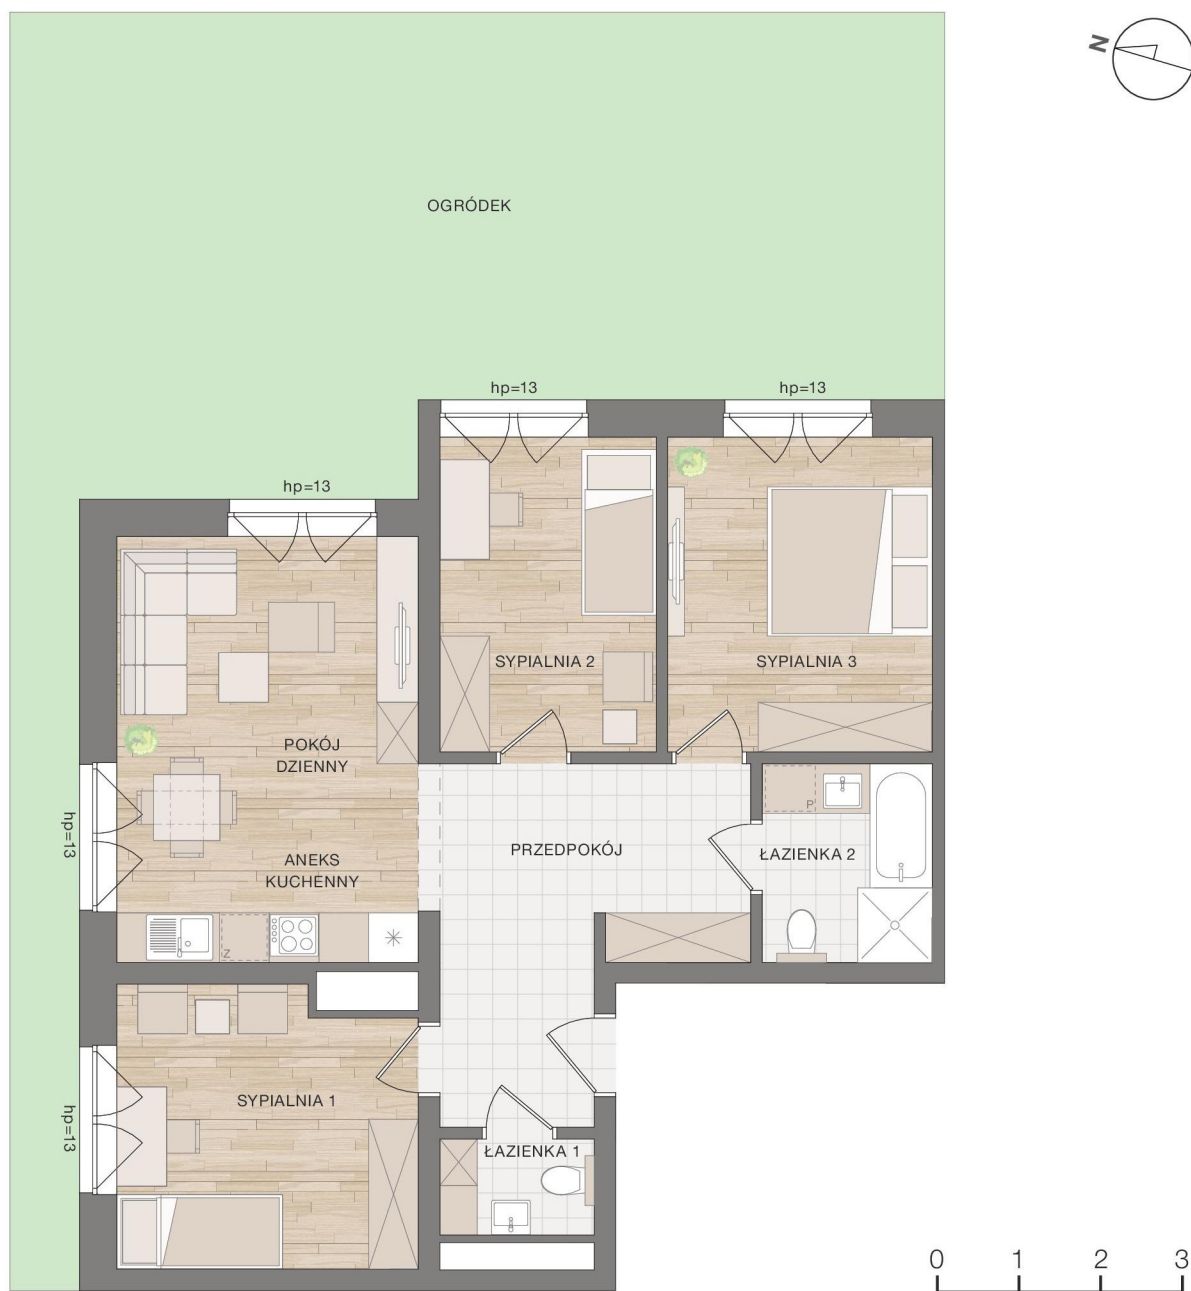 N
OGRÓDEK
hp=13
hp=13
hp=13
SYPIALNIA 2
SYPIALNIA 3
POKÓJ
DZIENNY
hp=13
P
PRZEDPOKÓJ
ŁAZIENKA 2
ANEKS
KUCHENNY
Z
SYPIALNIA 1
hp=13
ŁAZIENKA 1
0 1 2 3